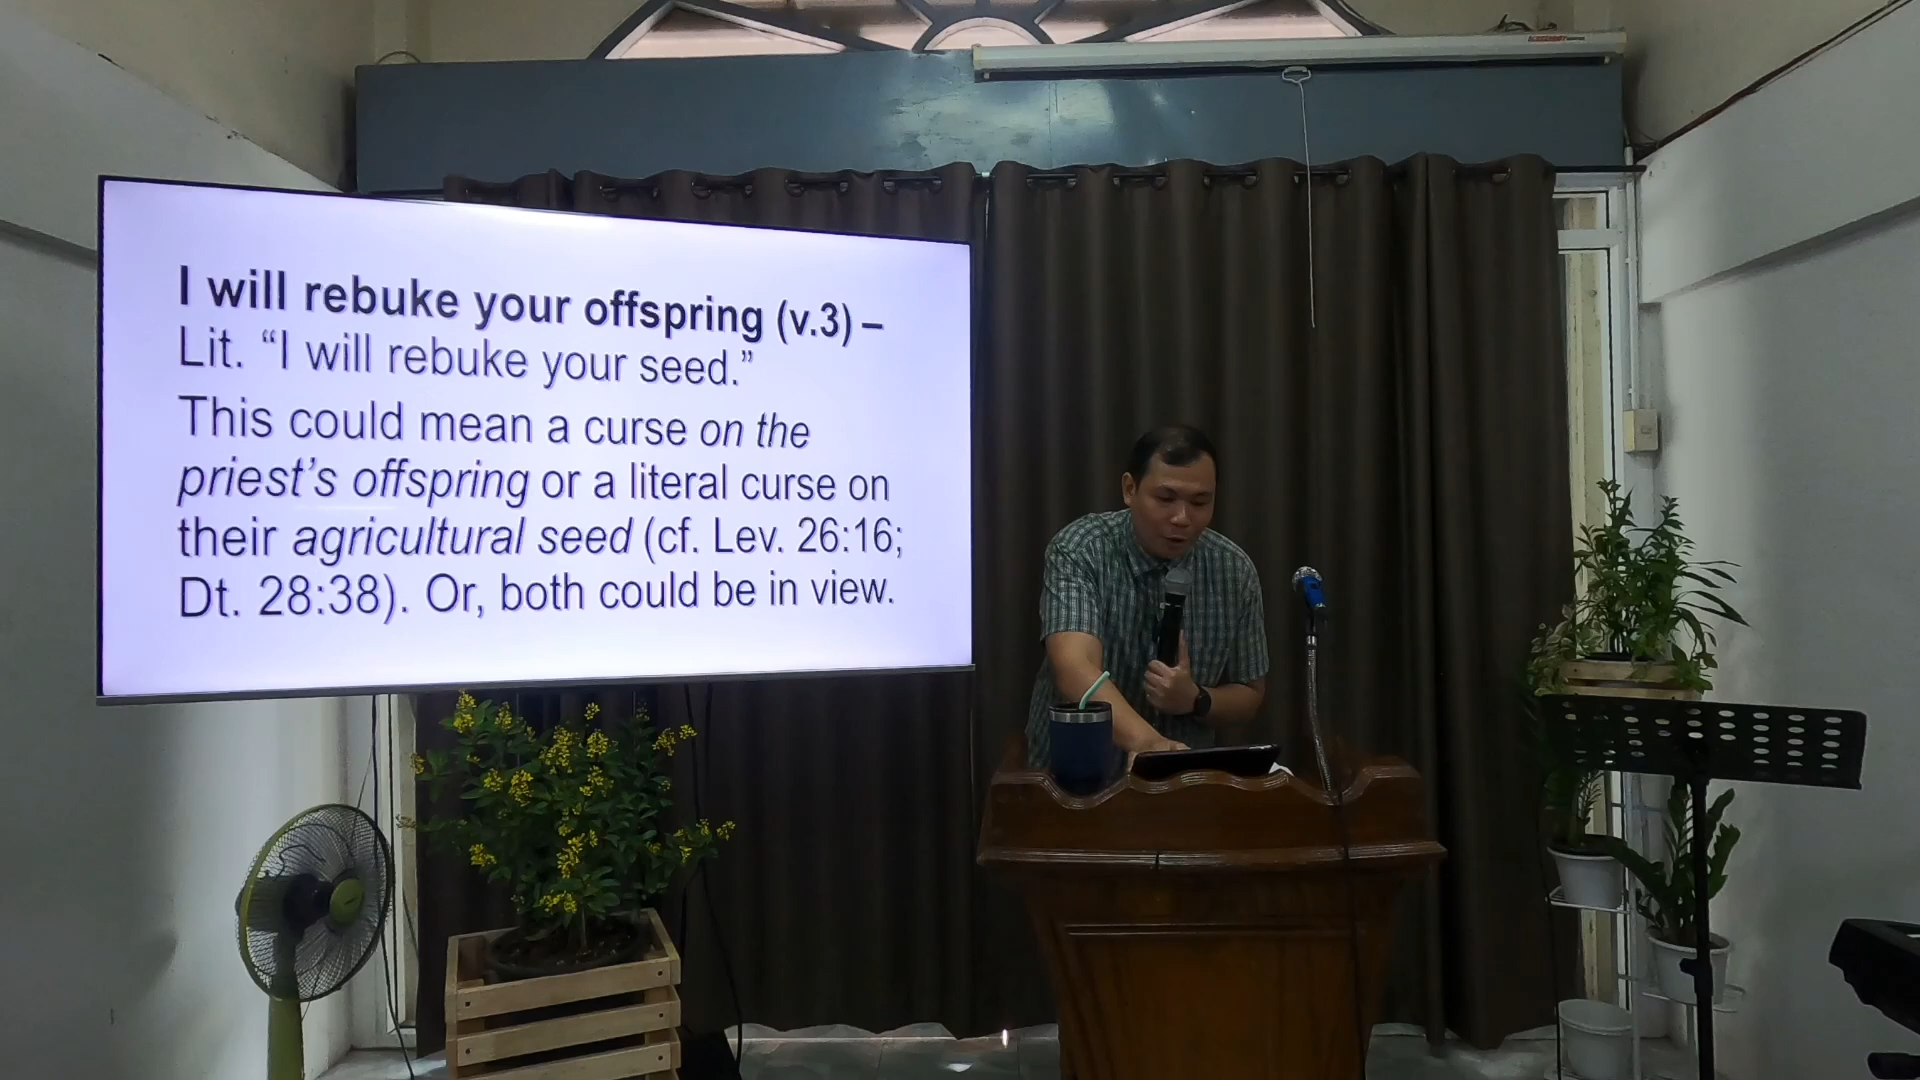 I will rebuke your offspring (v.3) –
Lit. “I will rebuke your seed.”
This could mean a curse on the
priest’s offspring or a literal curse on
their agricultural seed (cf. Lev. 26:16;
Dt. 28:38). Or, both could be in view.